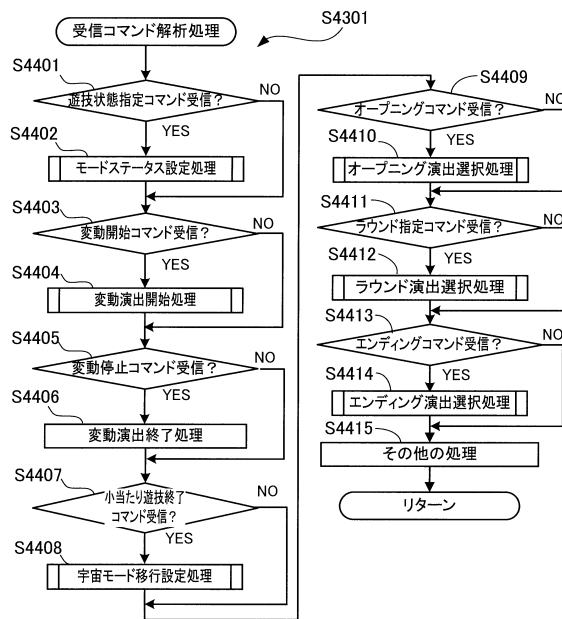 受信コマンド解析処理
S4301
S4401
遊技状態指定コマンド受信？
NO
YES
S4402
モードステータス設定処理
S4403
変動開始コマンド受信？
NO
YES
S4404
変動演出開始処理
S4405
変動停止コマンド受信？
NO
YES
S4406
変動演出終了処理
S4407
小当たり遊技終了
コマンド受信？
NO
YES
S4408
宇宙モード移行設定処理
S4409
オープニングコマンド受信？
NO
YES
S4410
オープニング演出選択処理
S4411
ラウンド指定コマンド受信？
NO
YES
S4412
ラウンド演出選択処理
S4413
エンディングコマンド受信？
NO
YES
S4414
エンディング演出選択処理
S4415
その他の処理
リターン